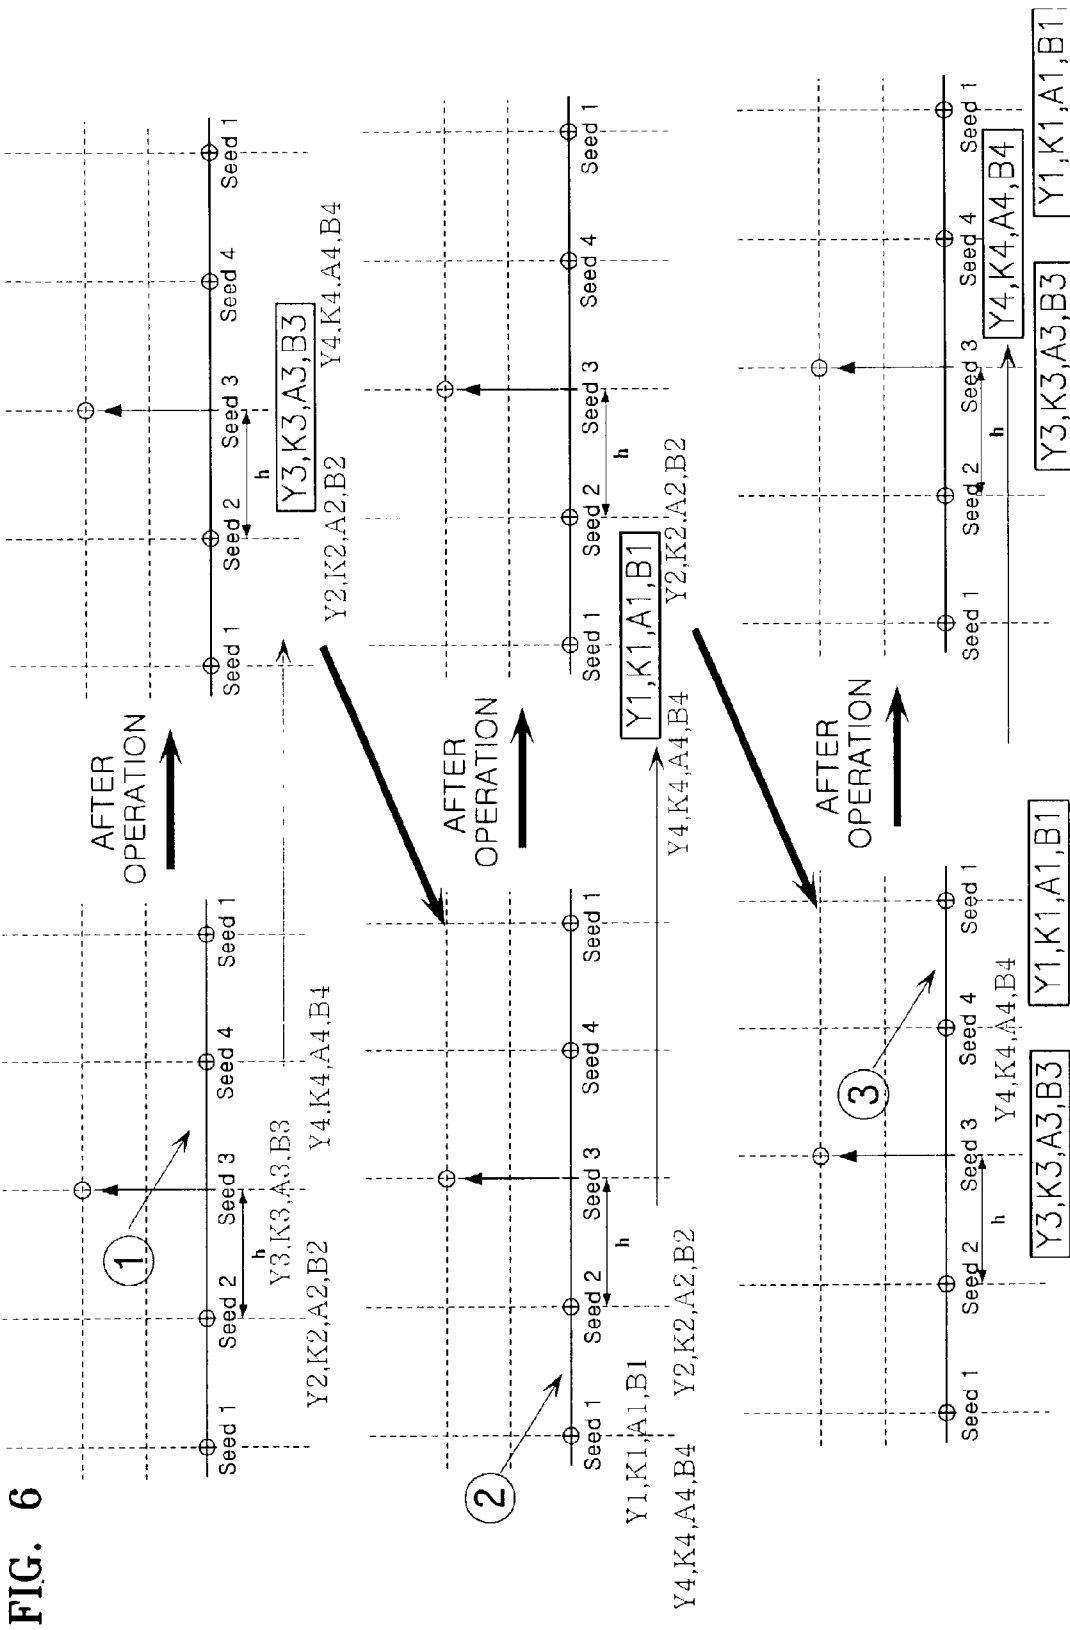 FIG. 6
1
Seed 1
Seed 2
Seed 3
Seed 4
Seed 1
h
Y3,K3,A3,B3
Y2,K2,A2,B2
Y4,K4,A4,B4
AFTER
OPERATION
Seed 1
Seed 2
Seed 3
Seed 4
Seed 1
h
Y3,K3,A3,B3
Y2,K2,A2,B2
Y4,K4,A4,B4
2
Seed 1
Seed 2
Seed 3
Seed 4
Seed 1
h
Y1,K1,A1,B1
Y4,K4,A4,B4
Y2,K2,A2,B2
AFTER
OPERATION
Seed 1
Seed 2
Seed 3
Seed 4
Seed 1
h
Y1,K1,A1,B1
Y4,K4,A4,B4
Y2,K2,A2,B2
3
Seed 1
Seed 2
Seed 3
Seed 4
Seed 1
h
Y4,K4,A4,B4
Y3,K3,A3,B3
Y1,K1,A1,B1
AFTER
OPERATION
Seed 1
Seed 2
Seed 3
Seed 4
Seed 1
h
Y4,K4,A4,B4
Y3,K3,A3,B3
Y1,K1,A1,B1